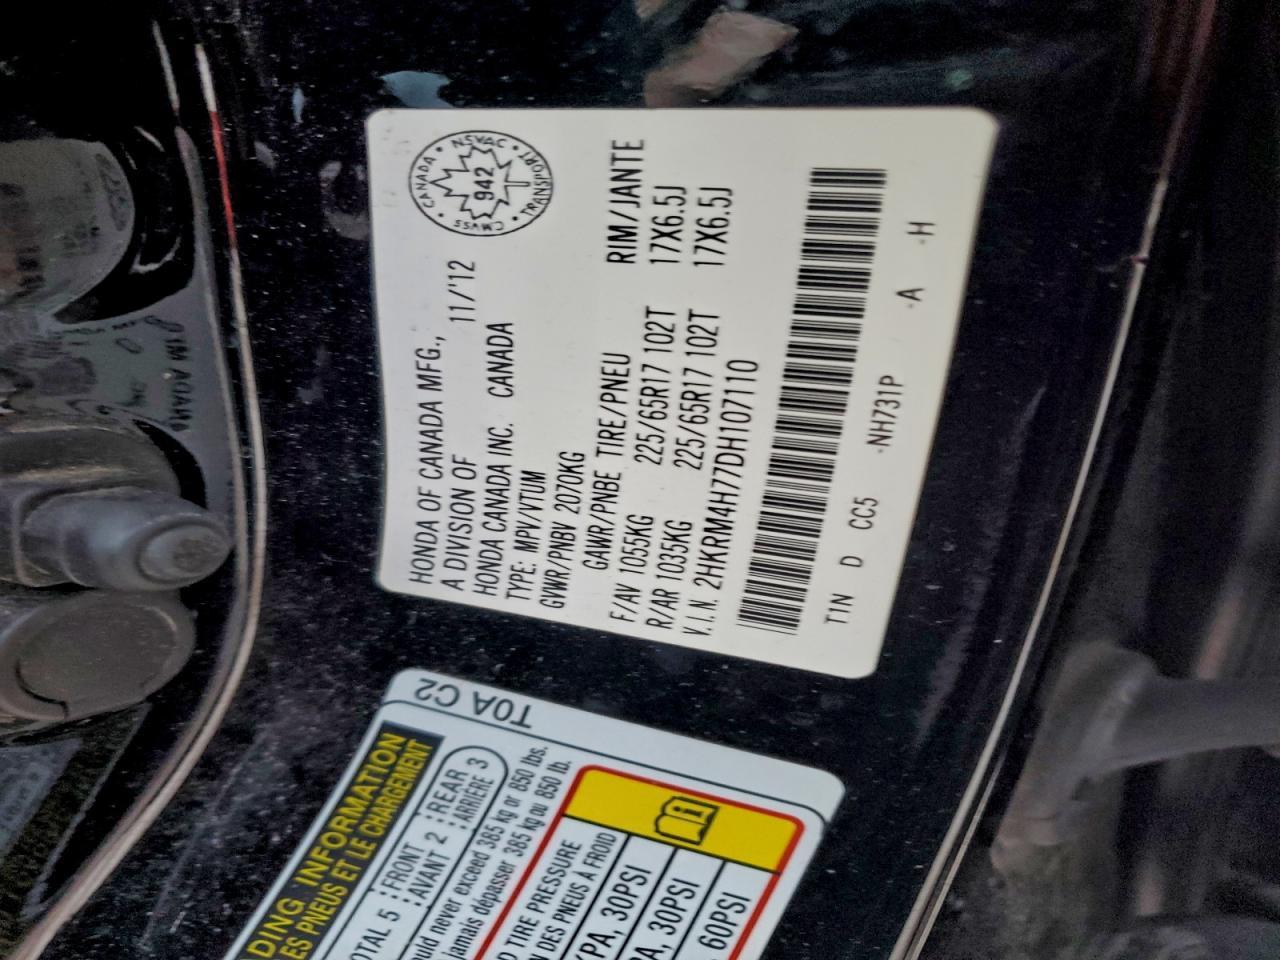 HONDA OF CANADA MFG., 11/'12
A DIVISION OF
HONDA CANADA INC. CANADA
TYPE: MPV/VTUM
GVWR/PNBV 2070KG
GAWR/PNBE TIRE/PNEU RIM/JANTE
F/AV 1055KG 225/65R17 102T 17X6.5J
R/AR 1035KG 225/65R17 102T 17X6.5J
V.I.N. 2HKRM4H77DH107110
T1N D CC5 -NH731P -A -H
CANADA • NSVAC • TRANSPORT • CMVSS •
942
T0A C2
DING INFORMATION
ES PNEUS ET LE CHARGEMENT
OTAL 5 : FRONT 2 : REAR 3
: AVANT : ARRIÈRE
ould never exceed 385 kg or 850 lbs.
jamais dépasser 385 kg ou 850 lb.
D TIRE PRESSURE
N DES PNEUS À FROID
KPA, 30PSI
PA, 30PSI
60PSI